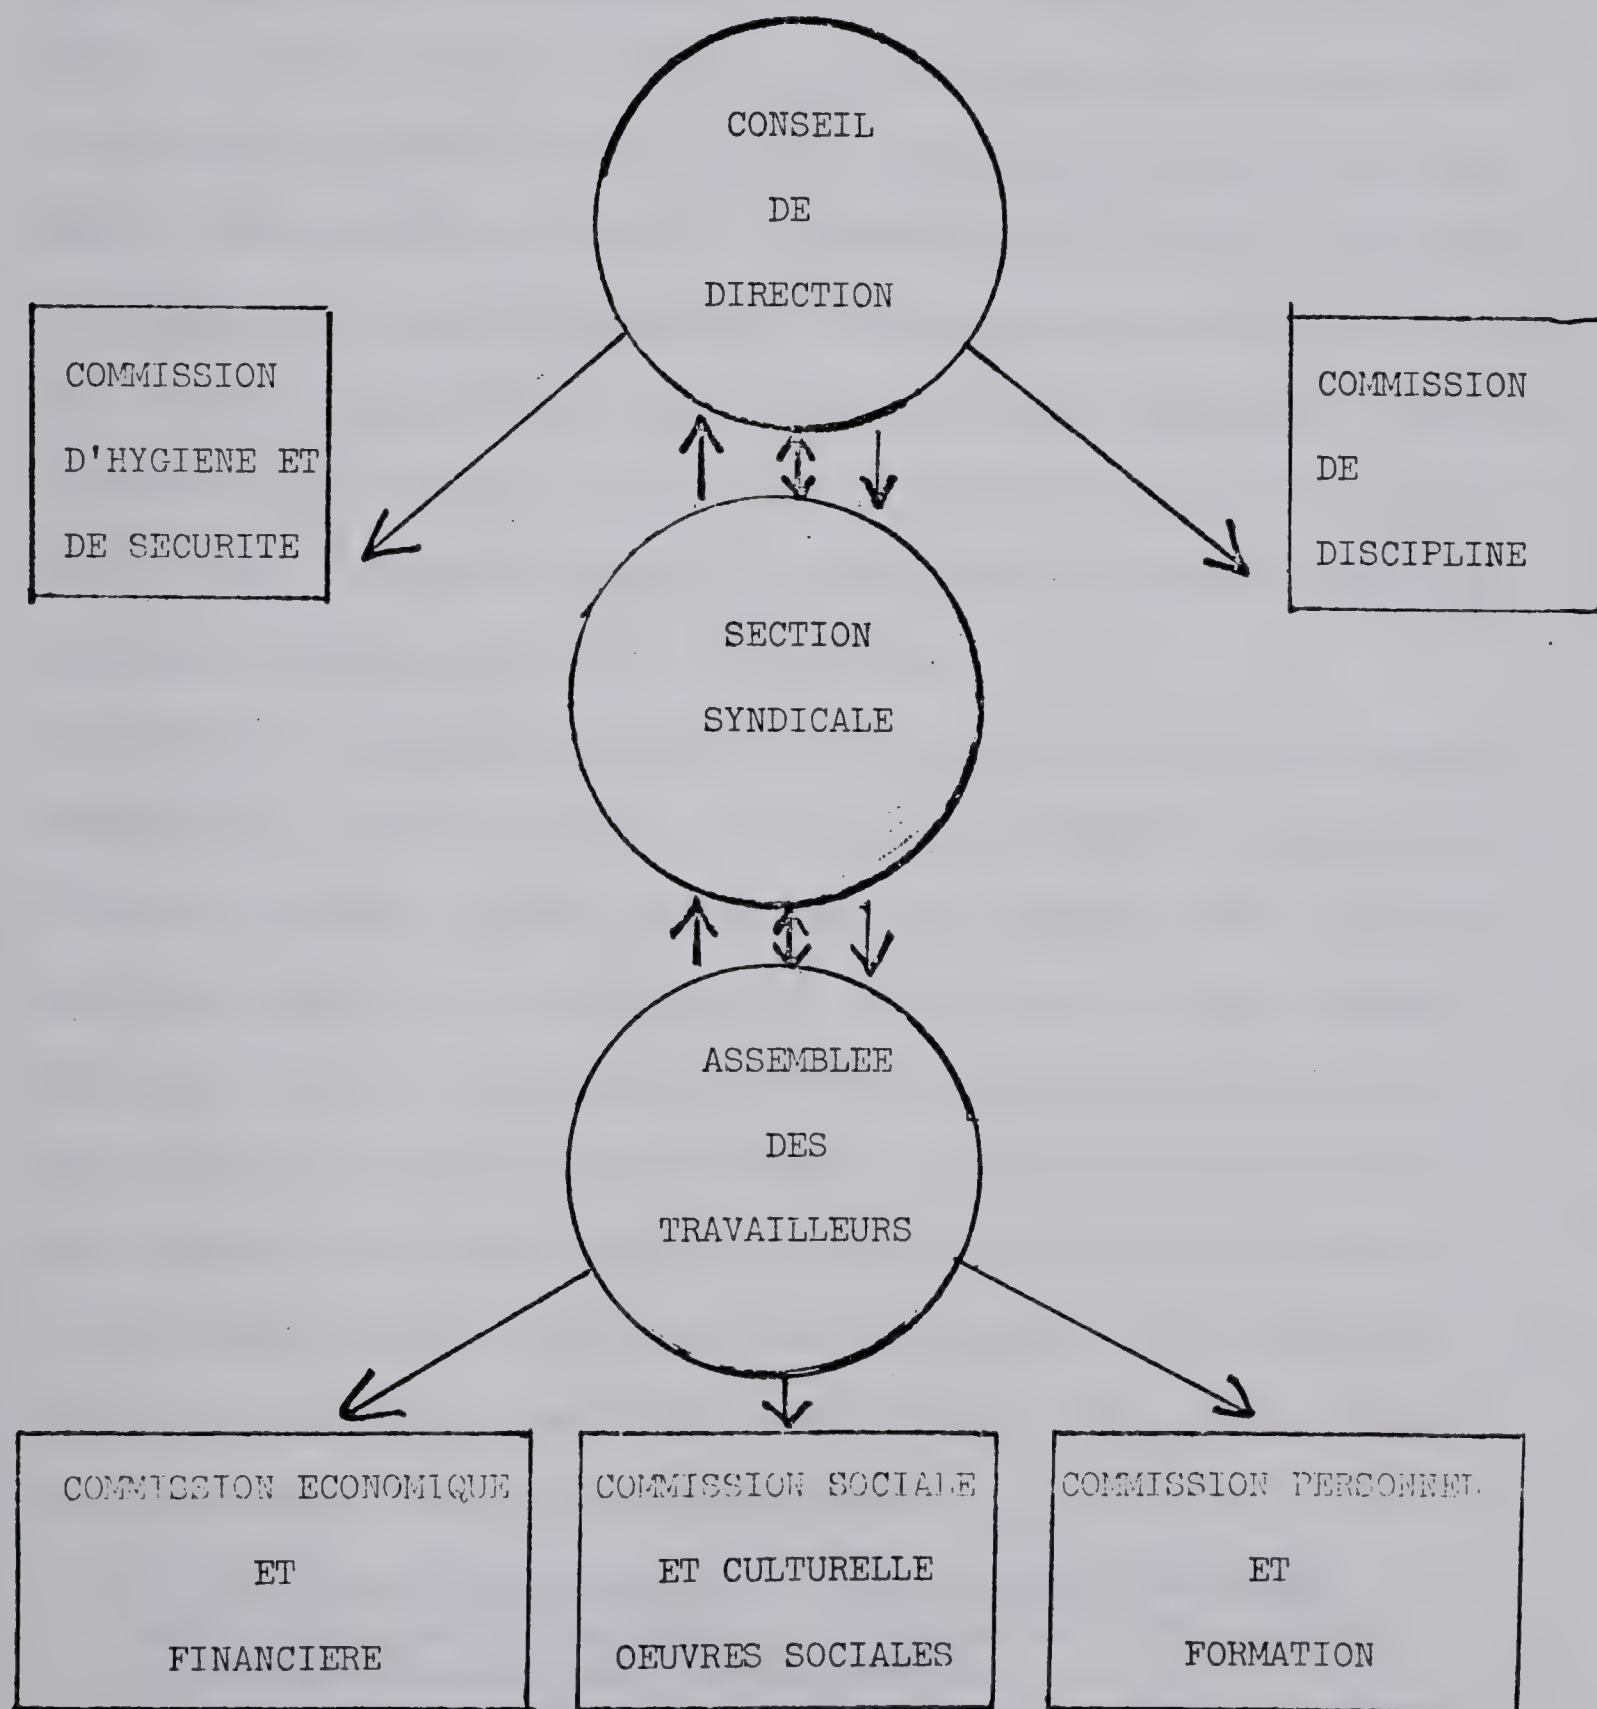 CONSEIL
DE
DIRECTION
COMMISSION
D'HYGIENE ET
DE SECURITE
COMMISSION
DE
DISCIPLINE
SECTION
SYNDICALE
ASSEMBLEE
DES
TRAVAILLEURS
COMMISSION ECONOMIQUE
ET
FINANCIERE
COMMISSION SOCIALE
ET CULTURELLE
OEUVRES SOCIALES
COMMISSION PERSONNEL
ET
FORMATION